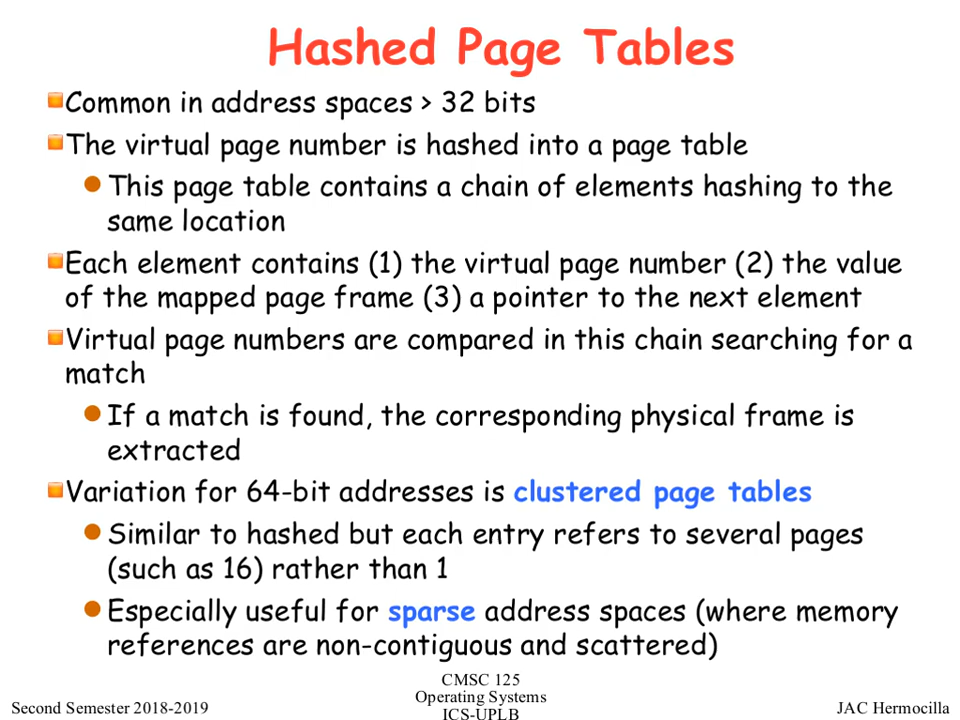 Hashed Page Tables
Common in address spaces > 32 bits
The virtual page number is hashed into a page table
This page table contains a chain of elements hashing to the
same location
Each element contains (1) the virtual page number (2) the value
of the mapped page frame (3) a pointer to the next element
Virtual page numbers are compared in this chain searching for a
match
If a match is found, the corresponding physical frame is
extracted
Variation for 64-bit addresses is clustered page tables
Similar to hashed but each entry refers to several pages
(such as 16) rather than 1
Especially useful for sparse address spaces (where memory
references are non-contiguous and scattered)
Second Semester 2018-2019
CMSC 125
Operating Systems
ICS-UPLB
JAC Hermocilla